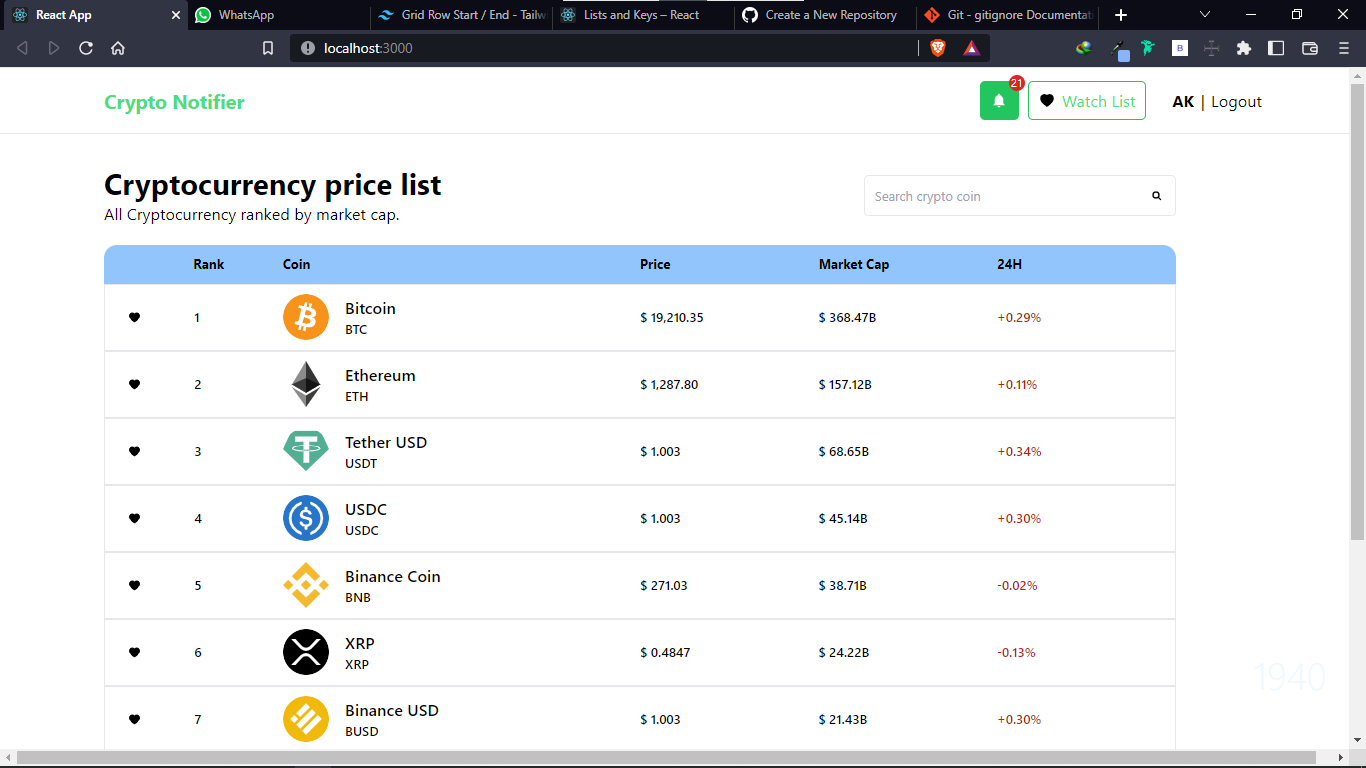 React App
WhatsApp
Grid Row Start / End - Tailw
Lists and Keys – React
Create a New Repository
Git - gitignore Documentati
localhost:3000
Crypto Notifier
21
Watch List
AK | Logout
Cryptocurrency price list
All Cryptocurrency ranked by market cap.
Search crypto coin
Rank Coin Price Market Cap 24H
1 Bitcoin BTC $ 19,210.35 $ 368.47B +0.29%
2 Ethereum ETH $ 1,287.80 $ 157.12B +0.11%
3 Tether USD USDT $ 1.003 $ 68.65B +0.34%
4 USDC USDC $ 1.003 $ 45.14B +0.30%
5 Binance Coin BNB $ 271.03 $ 38.71B -0.02%
6 XRP XRP $ 0.4847 $ 24.22B -0.13%
7 Binance USD BUSD $ 1.003 $ 21.43B +0.30%
1940